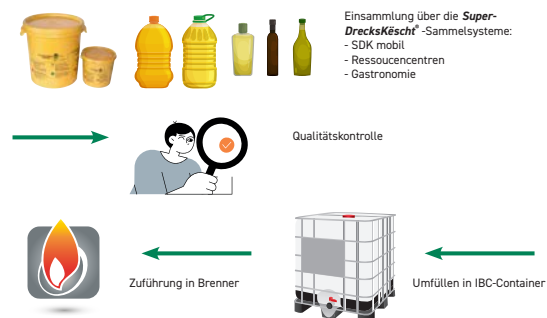 Einsammlung über die Super-
DrecksKëscht® -Sammelsysteme:
- SDK mobil
- Ressoucencentren
- Gastronomie
Qualitätskontrolle
Zuführung in Brenner
Umfüllen in IBC-Container